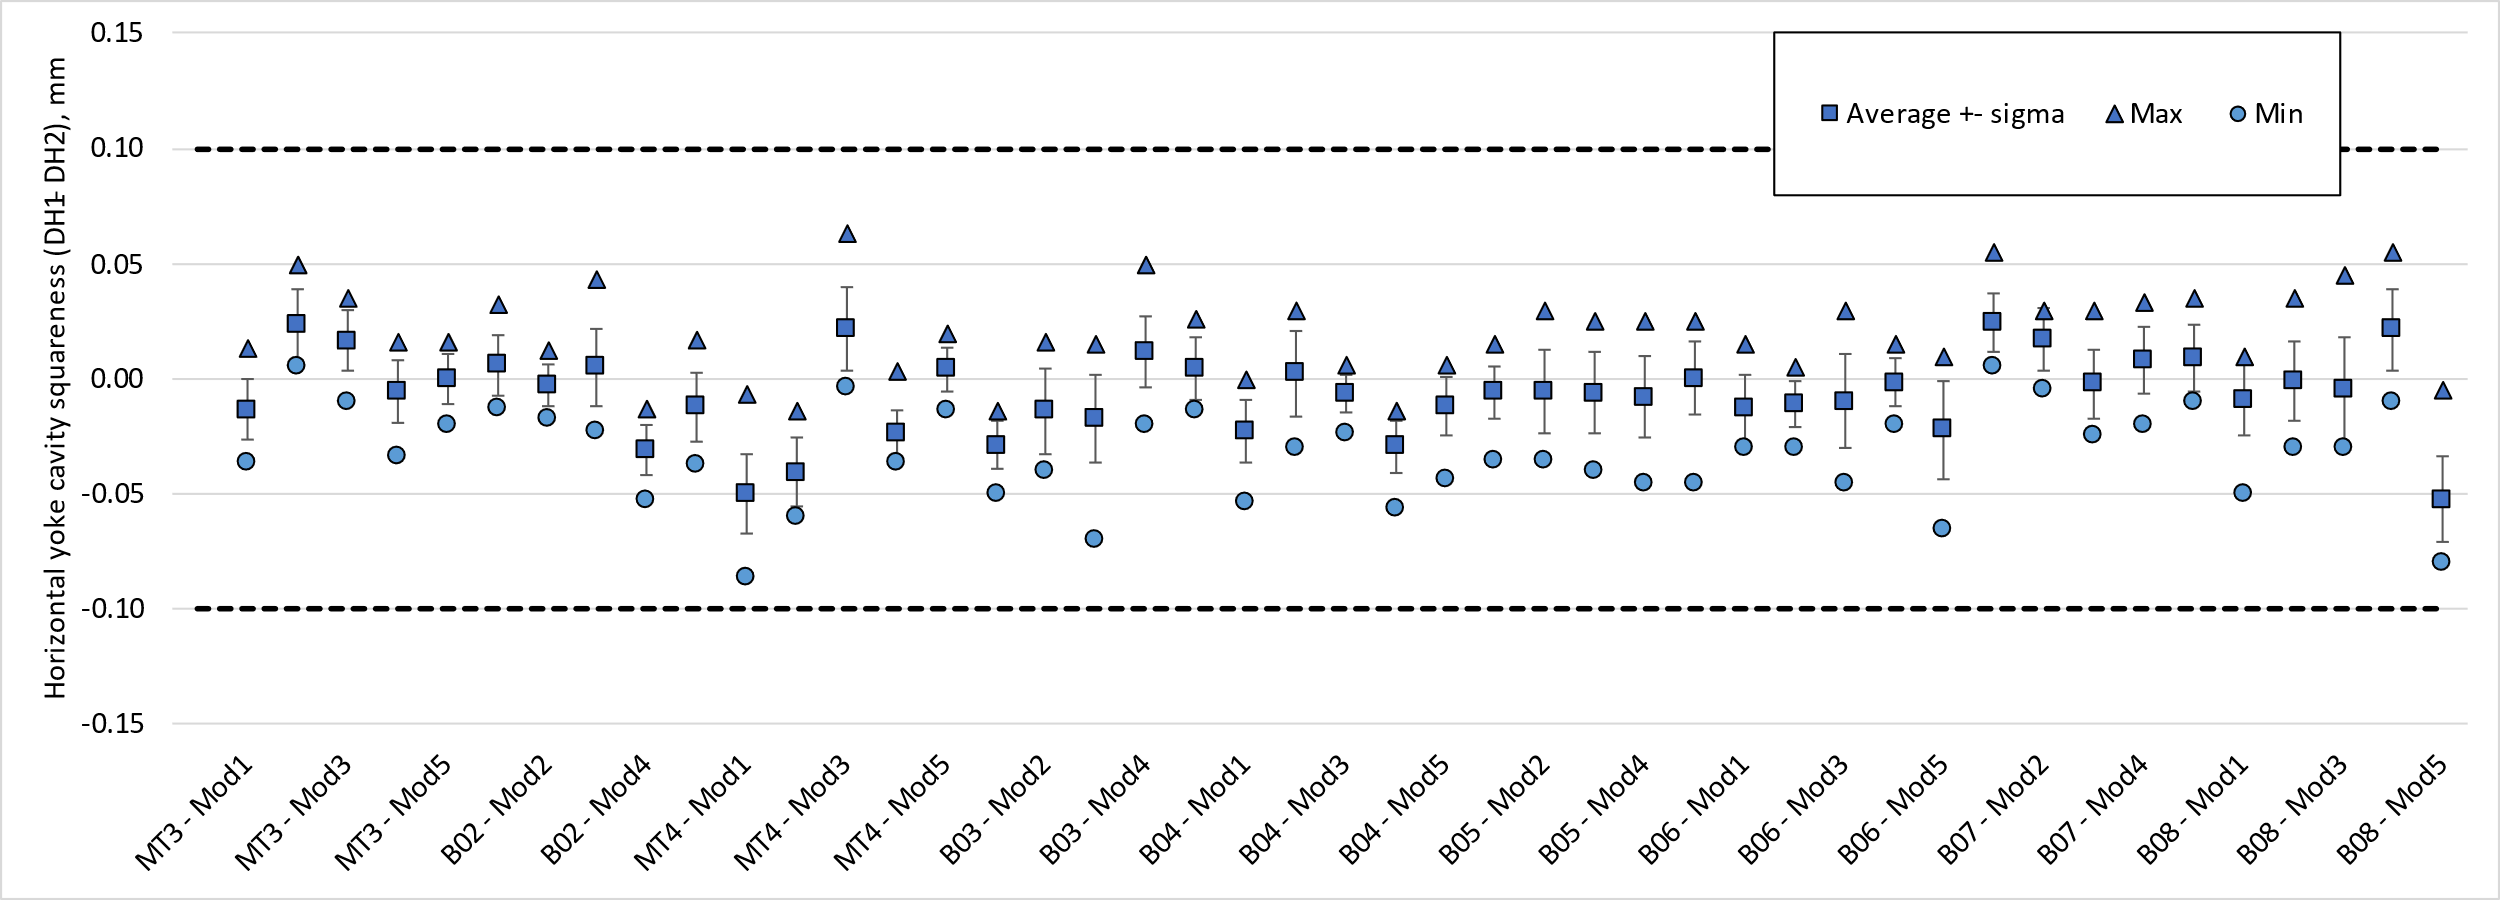 Horizontal yoke cavity squareness (DH1- DH2), mm
0.15
0.10
0.05
0.00
-0.05
-0.10
-0.15
Average +- sigma
Max
Min
MT3 - Mod1
MT3 - Mod3
MT3 - Mod5
B02 - Mod2
B02 - Mod4
MT4 - Mod1
MT4 - Mod3
MT4 - Mod5
B03 - Mod2
B03 - Mod4
B04 - Mod1
B04 - Mod3
B04 - Mod5
B05 - Mod2
B05 - Mod4
B06 - Mod1
B06 - Mod3
B06 - Mod5
B07 - Mod2
B07 - Mod4
B08 - Mod1
B08 - Mod3
B08 - Mod5